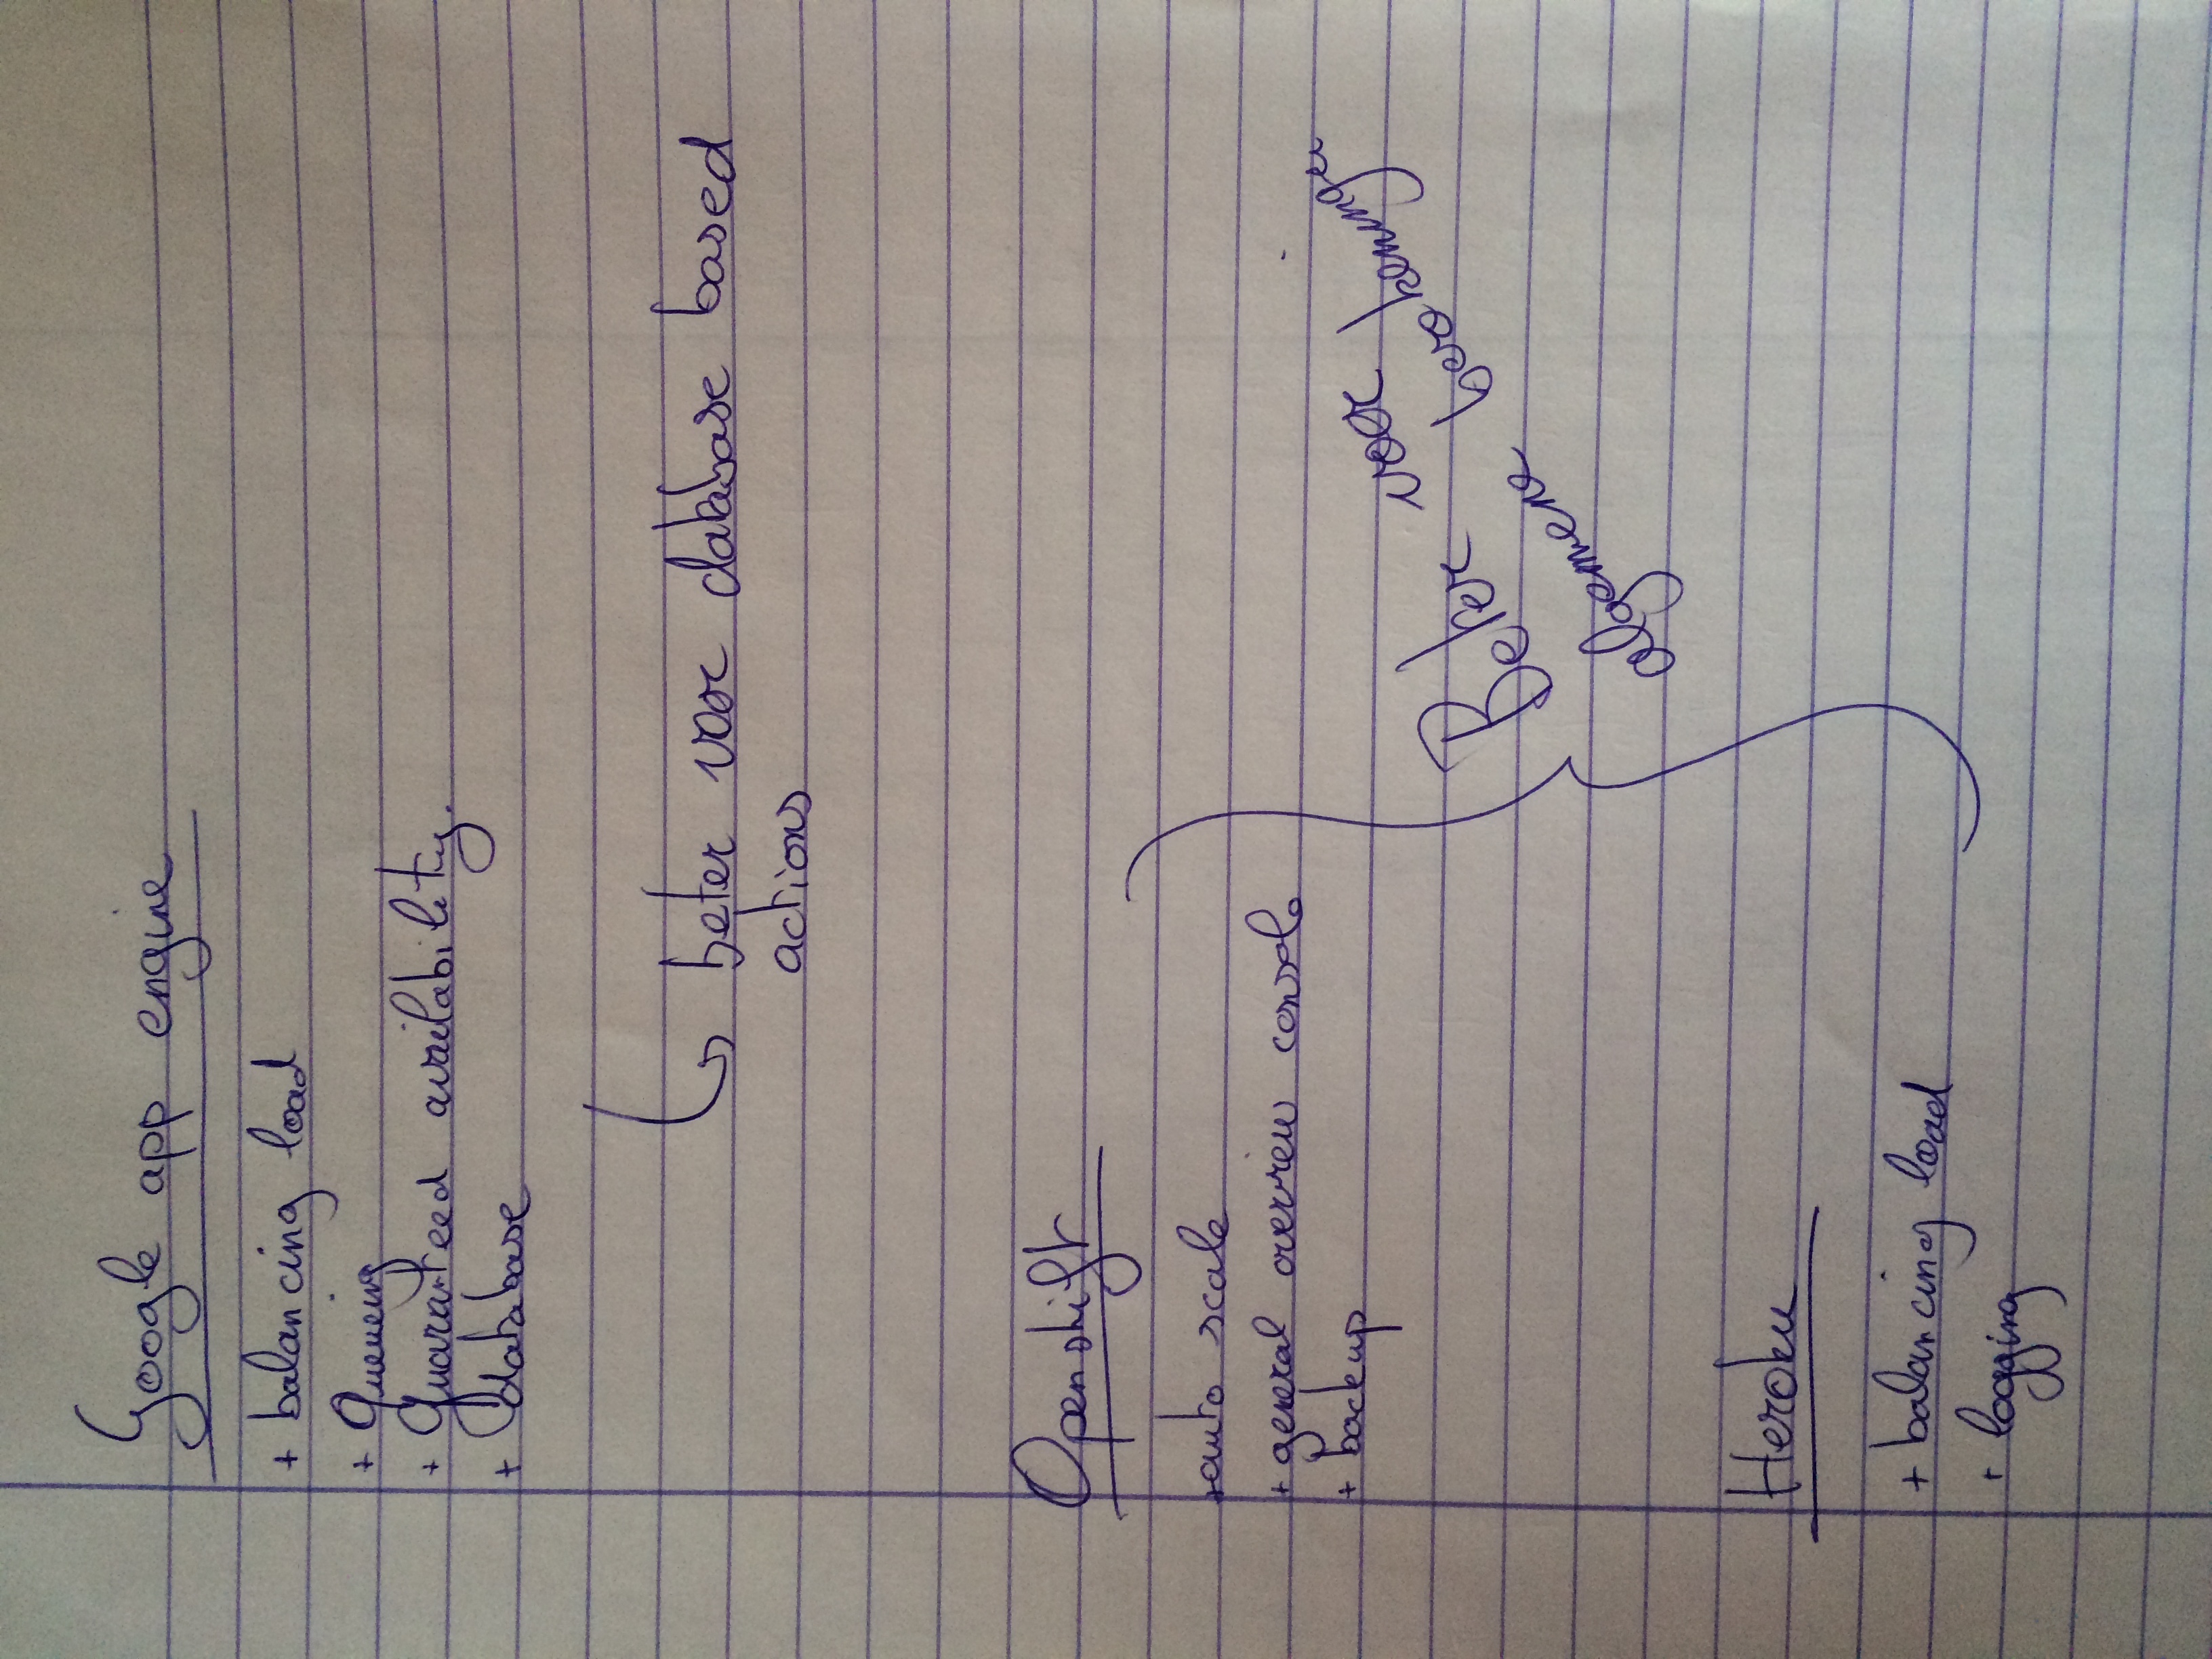 Google app engine
+ balancing load
+ Queueing
+ Guaranteed availability.
+ database
beter voor database based
actions
Openshift
+ auto scale
+ general overview console
+ backup
Beter voor
algemene berekeningen
Heroku
+ balancing load
+ logging